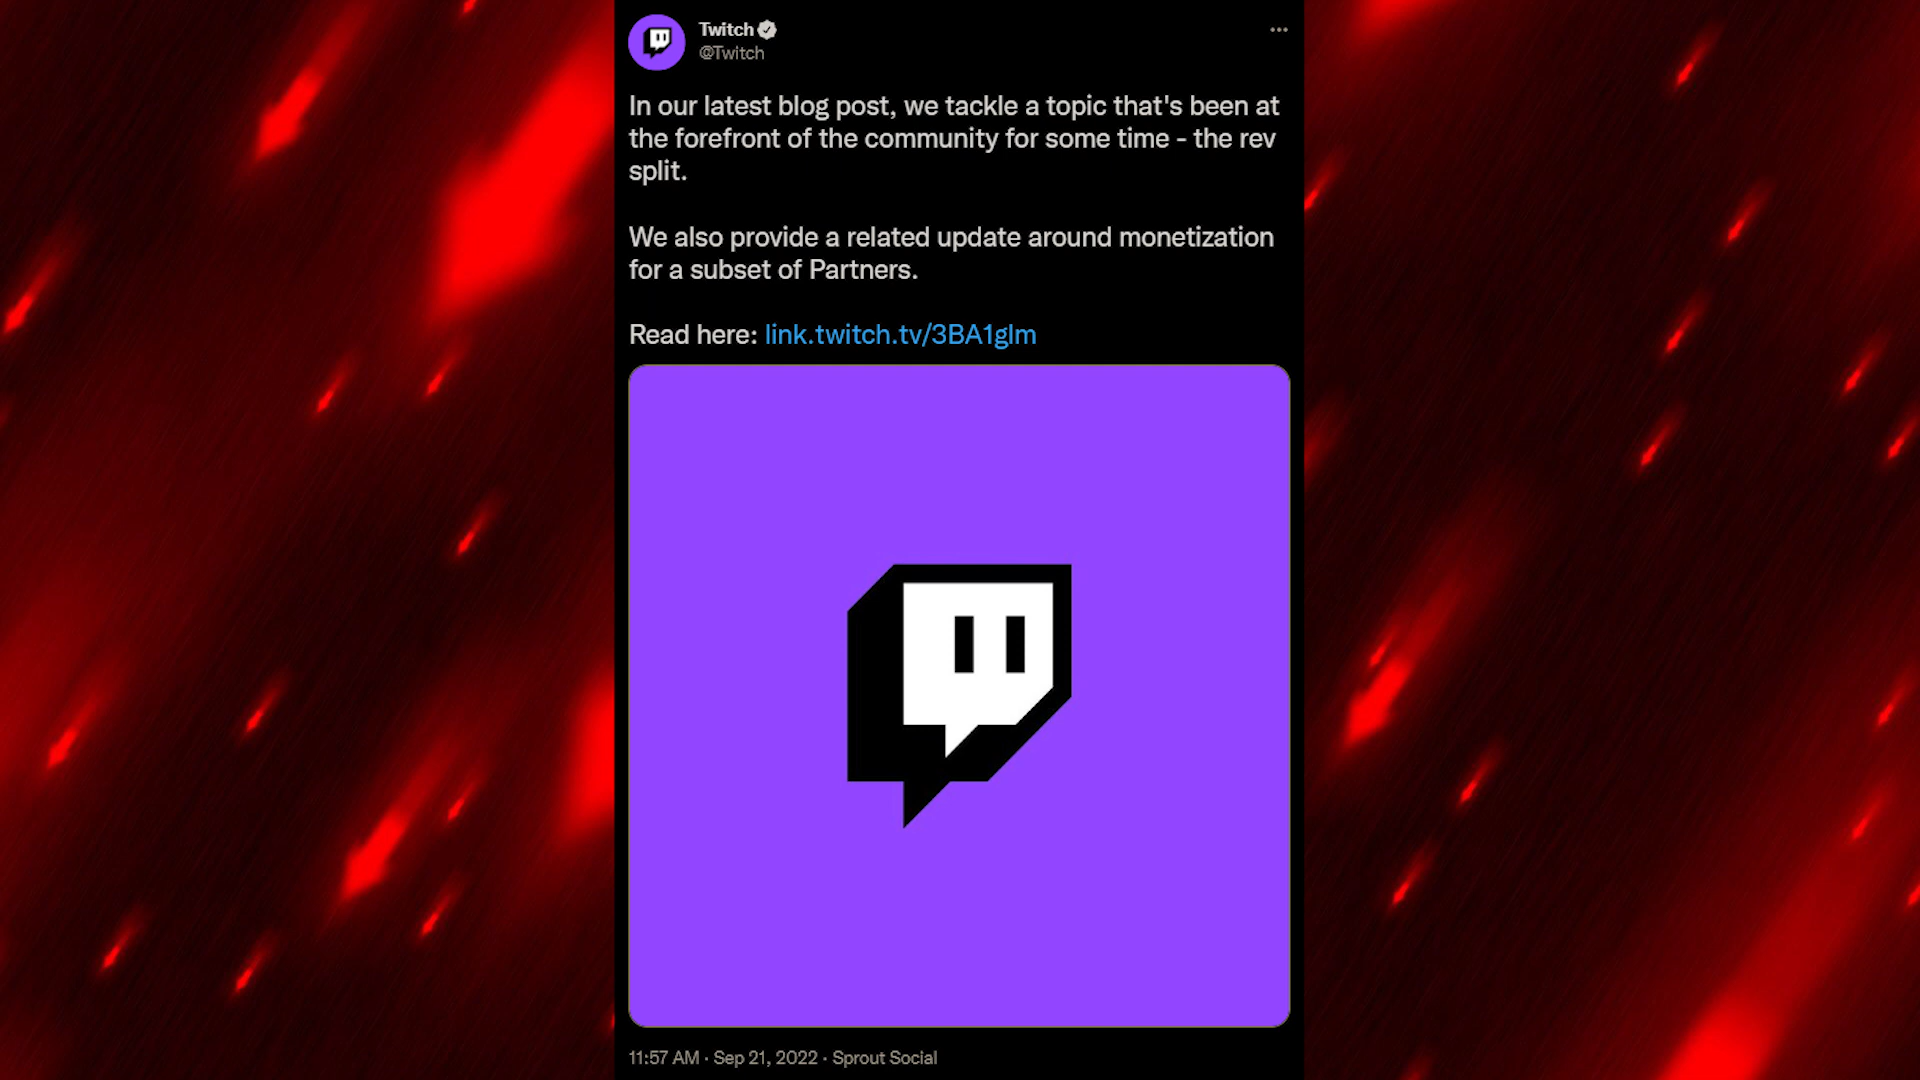 Twitch
@Twitch
In our latest blog post, we tackle a topic that's been at
the forefront of the community for some time - the rev
split.
We also provide a related update around monetization
for a subset of Partners.
Read here: link.twitch.tv/3BA1glm
11:57 AM · Sep 21, 2022 · Sprout Social